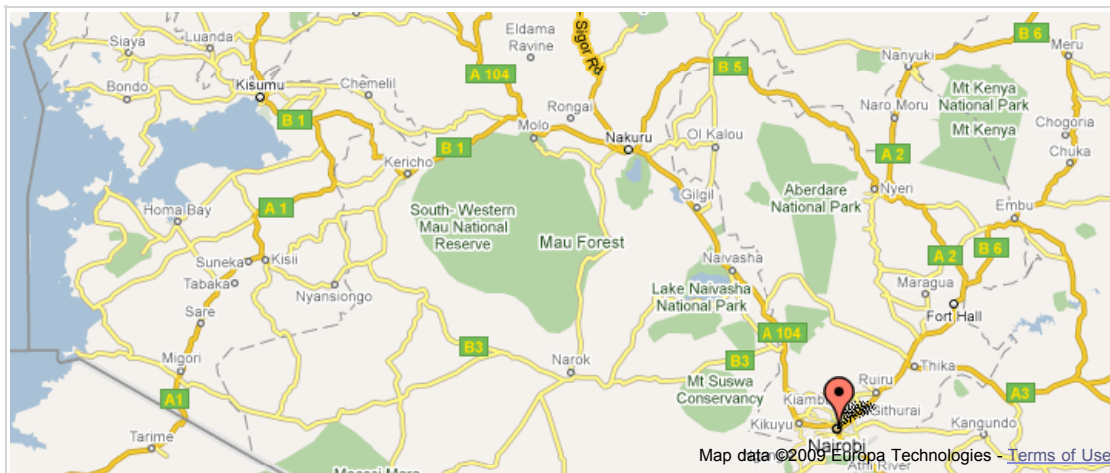 Siaya
Luanda
Eldama
Ravine
Sigor Rd
B 6
Meru
Nanyuki
Bondo
Kisumu
Chemelil
A 104
B 5
Mt Kenya
National Park
Rongai
Naro Moru
B 1
Molo
Nakuru
Ol Kalou
Mt Kenya
Chogoria
Kericho
B 1
A 2
Chuka
Gilgil
Aberdare
National Park
Nyeri
Homa Bay
A 1
South- Western
Mau National
Reserve
Embu
Mau Forest
Suneka
Kisii
Naivasha
A 2
B 6
Tabaka
Nyansiongo
Lake Naivasha
National Park
Maragua
Fort Hall
Sare
A 104
B3
Narok
B3
Thika
Migori
Mt Suswa
Conservancy
Ruiru
A1
Kiamb
Githurai
A3
Kikuyu
Kangundo
Tarime
Nairobi
Map data ©2009 Europa Technologies - Terms of Use
Athi River